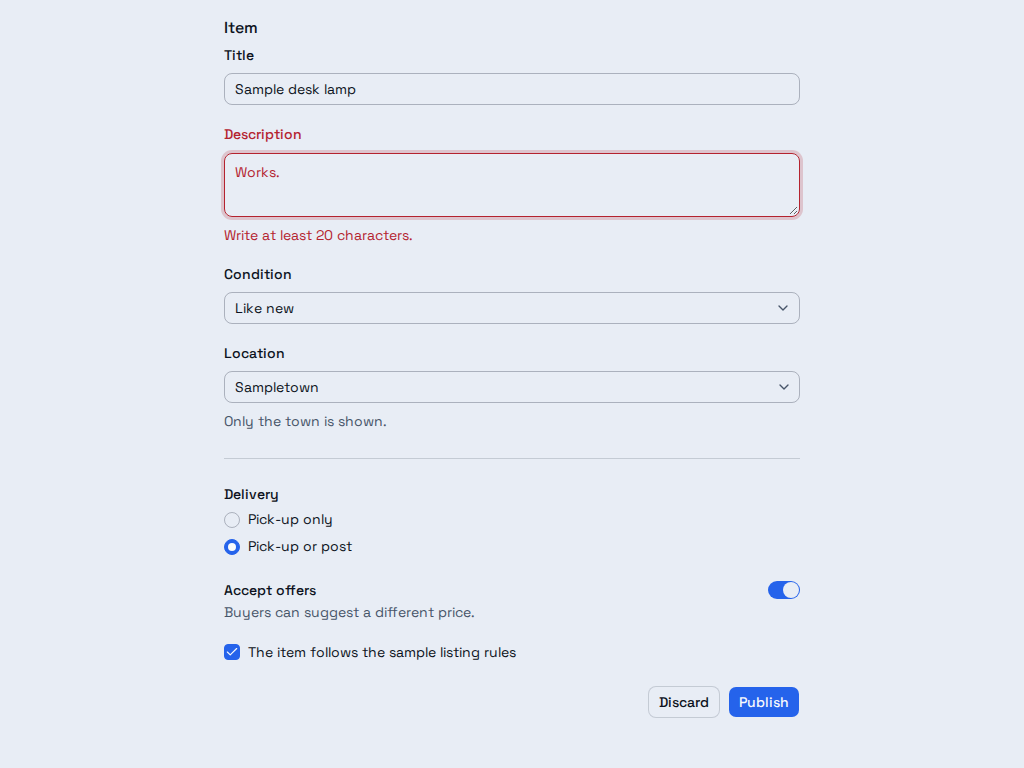 Item
Title
Sample desk lamp
Description
Works.
Write at least 20 characters.
Condition
Like new
Location
Sampletown
Only the town is shown.
Delivery
Pick-up only
Pick-up or post
Accept offers
Buyers can suggest a different price.
The item follows the sample listing rules
Discard Publish